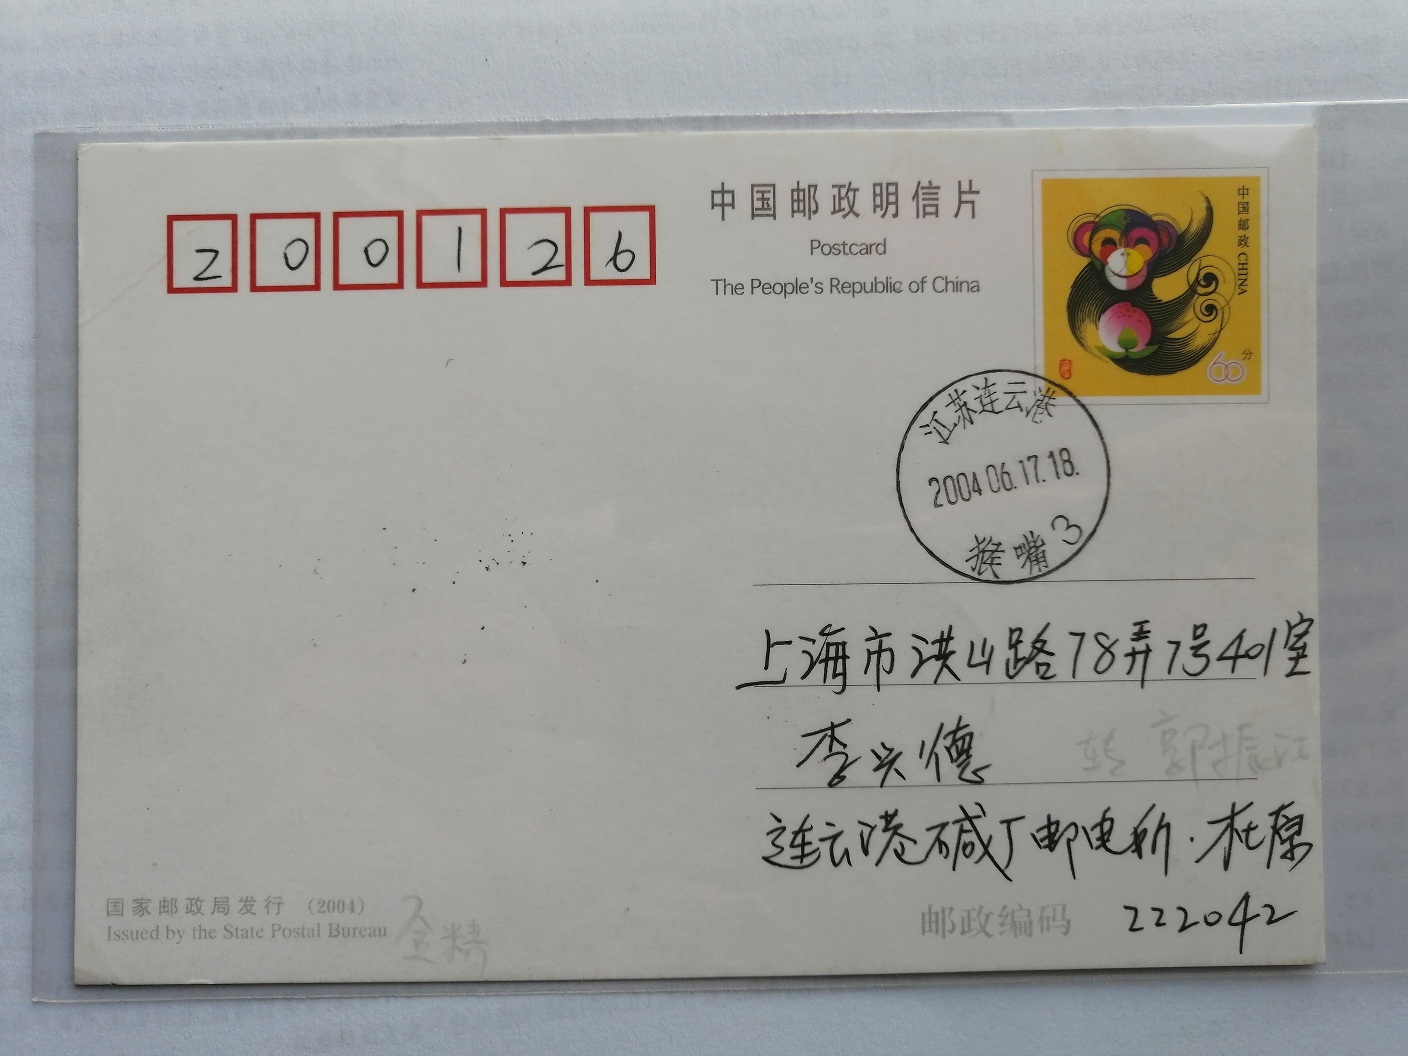 200126
中国邮政明信片
Postcard
The People's Republic of China
中国邮政 CHINA
60分
江苏连云港
2004.06.17.18.
猴嘴3
上海市洪山路78弄7号401室
李兴德
转郭振江
连云港碱厂邮电所·杜原
邮政编码 222042
国家邮政局发行 (2004)
Issued by the State Postal Bureau